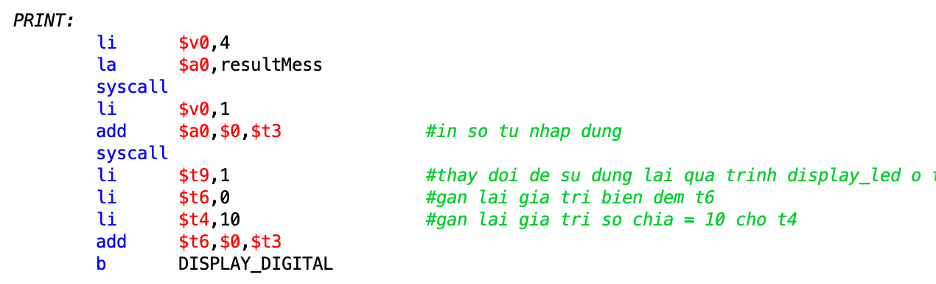 PRINT:
li $v0,4
la $a0,resultMess
syscall
li $v0,1
add $a0,$0,$t3 #in so tu nhap dung
syscall
li $t9,1 #thay doi de su dung lai qua trinh display_led o
li $t6,0 #gan lai gia tri bien dem t6
li $t4,10 #gan lai gia tri so chia = 10 cho t4
add $t6,$0,$t3
b DISPLAY_DIGITAL